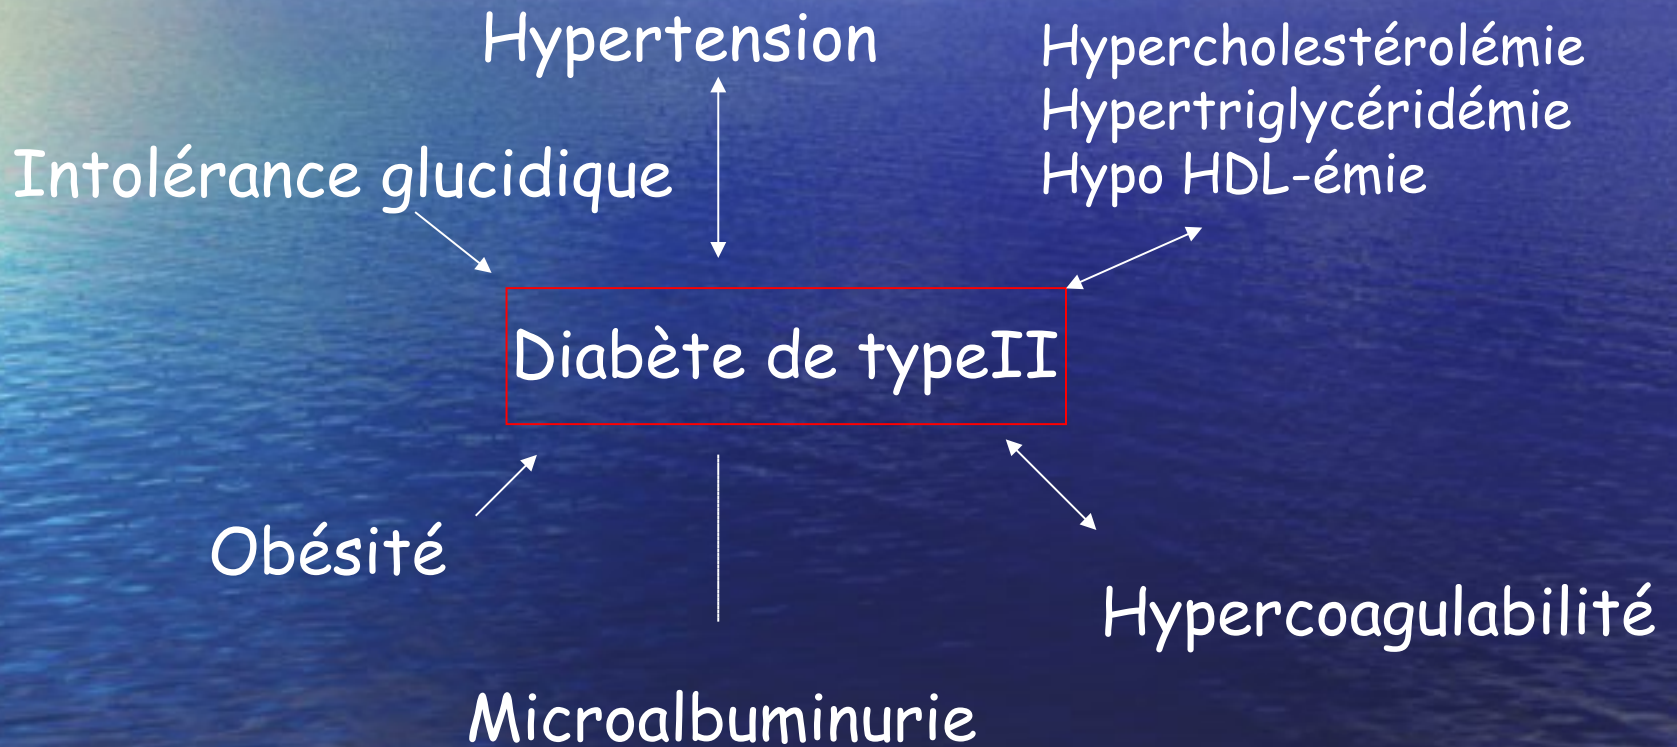 Hypertension
Hypercholestérolémie
Hypertriglycéridémie
Hypo HDL-émie
Intolérance glucidique
Diabète de typeII
Obésité
Hypercoagulabilité
Microalbuminurie